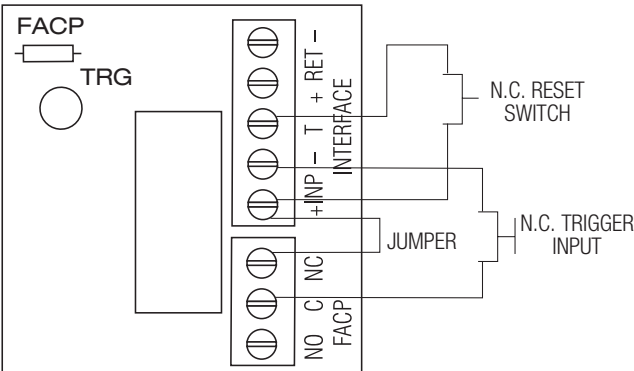 FACP
TRG
+INP – T + RET –
INTERFACE
NO C NC
FACP
N.C. RESET
SWITCH
JUMPER
N.C. TRIGGER
INPUT